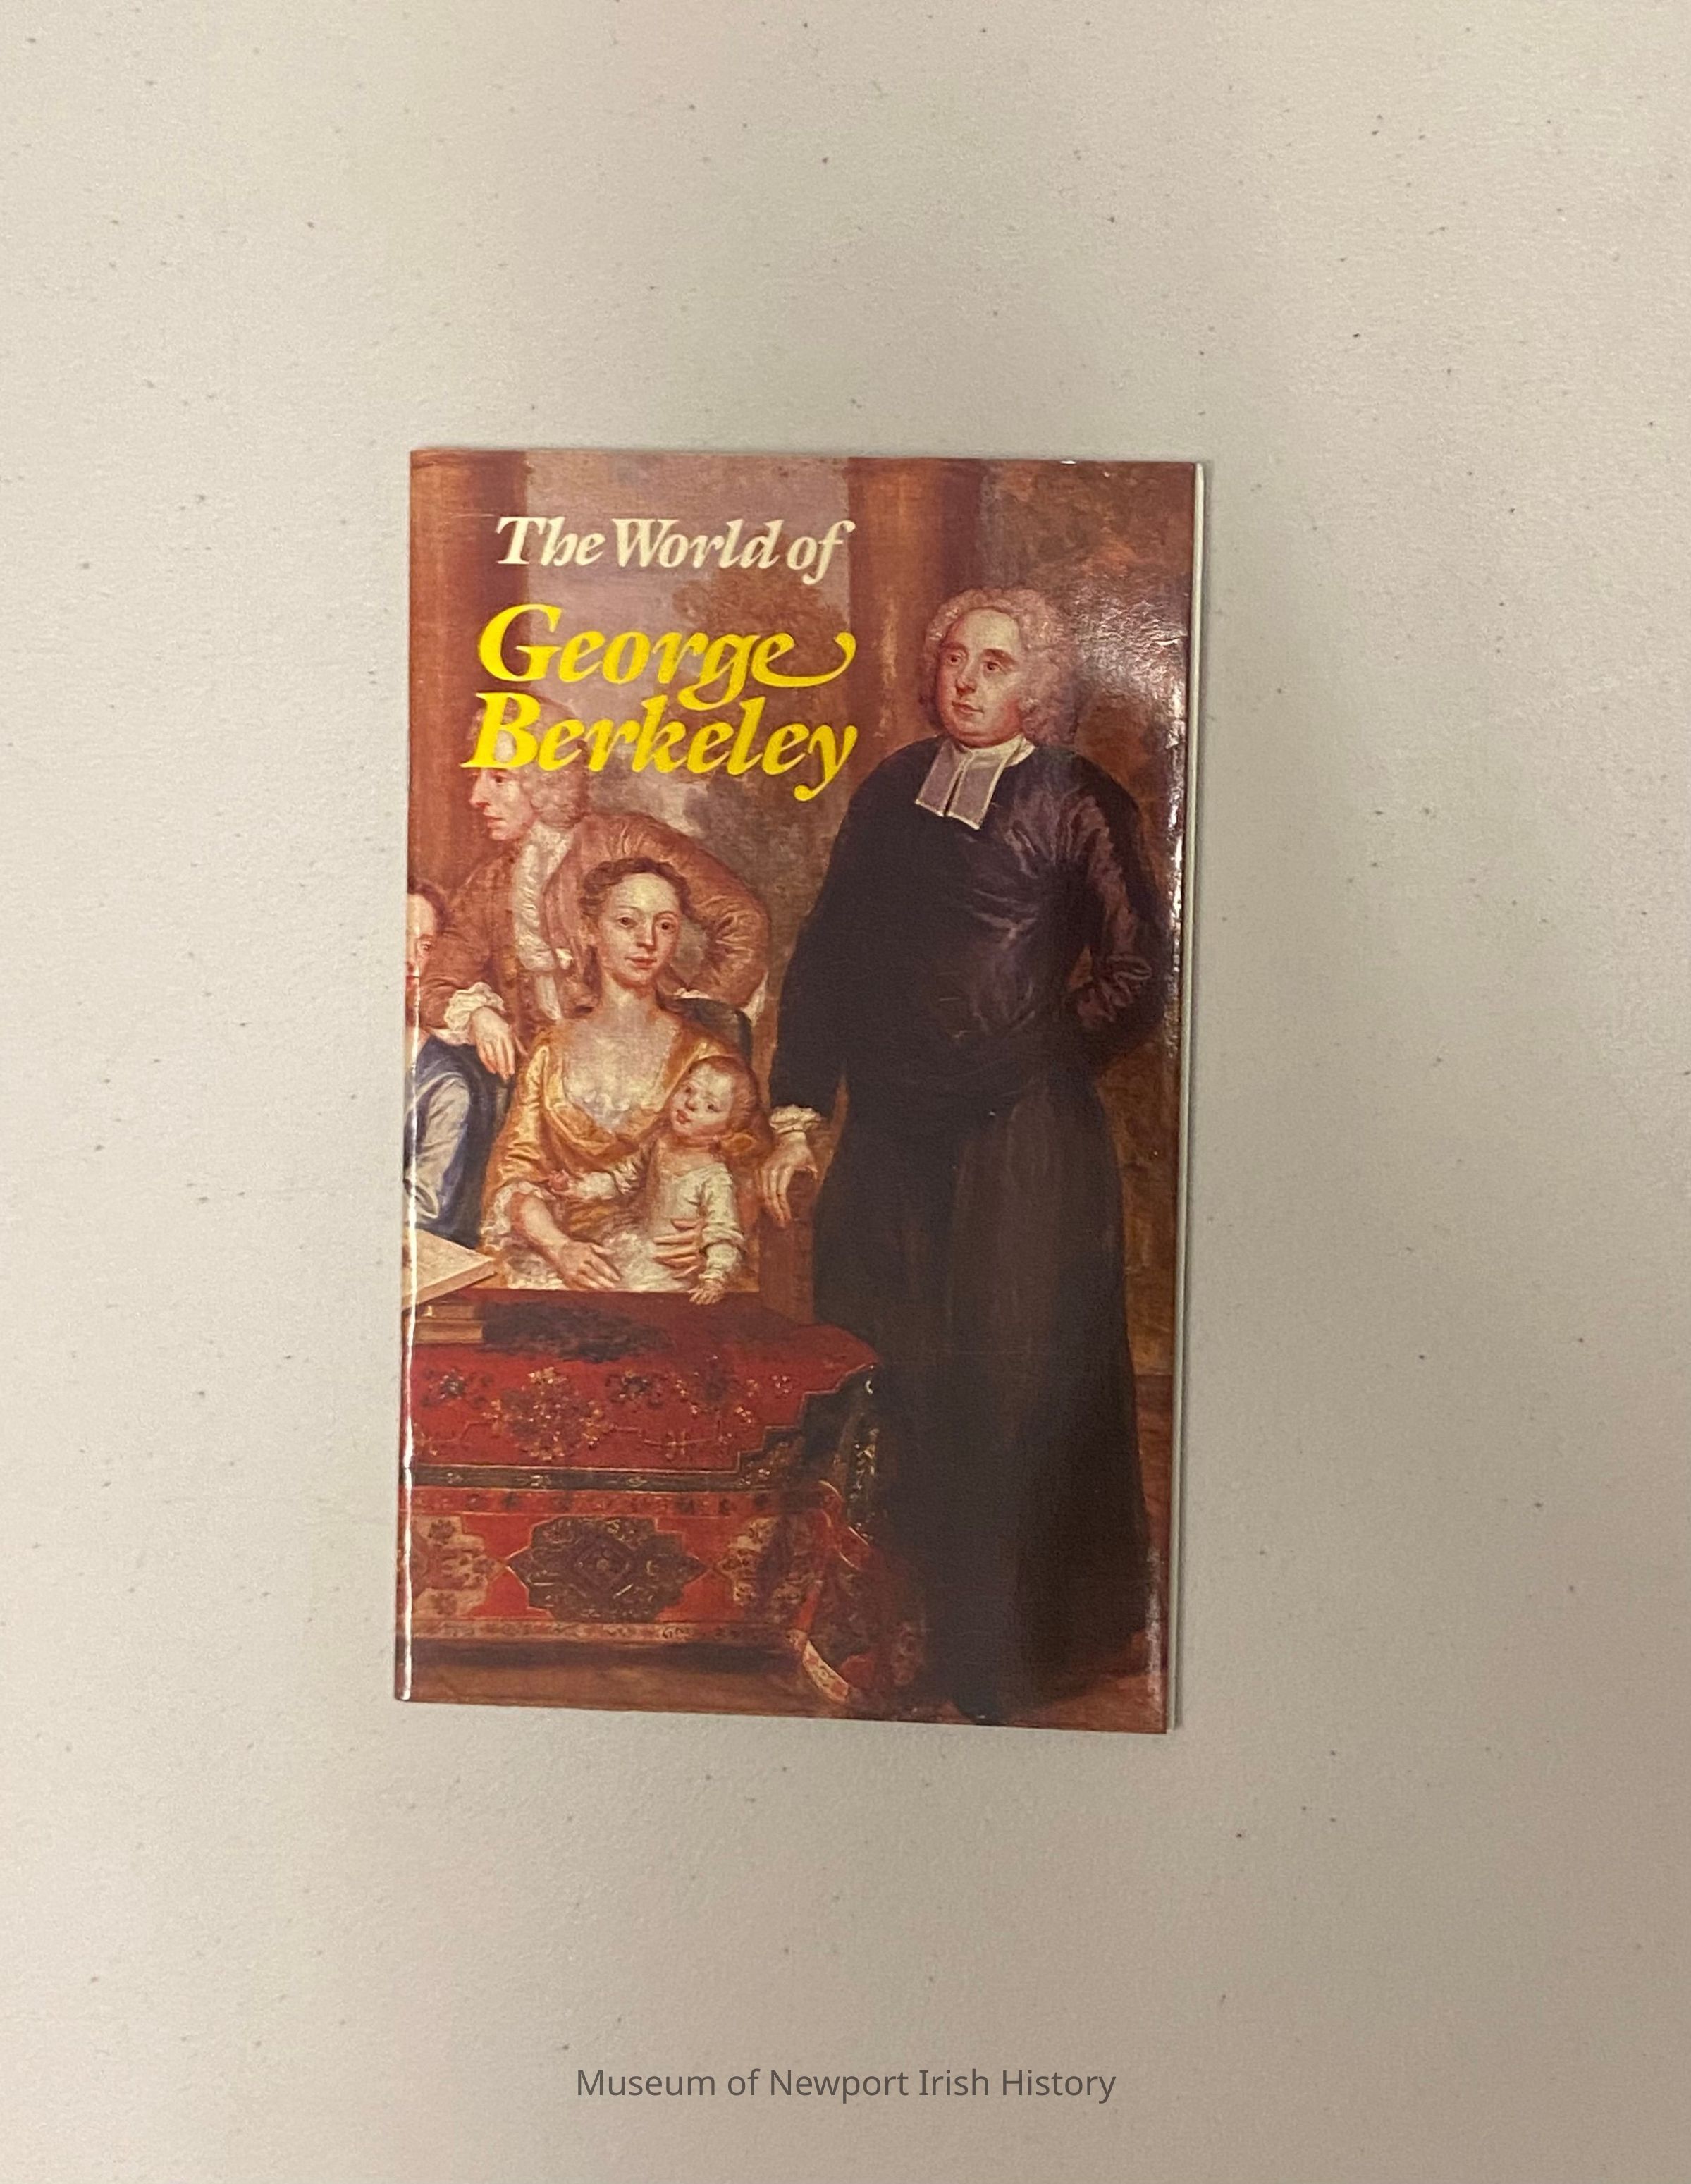 The World of
George
Berkeley
Museum of Newport Irish History